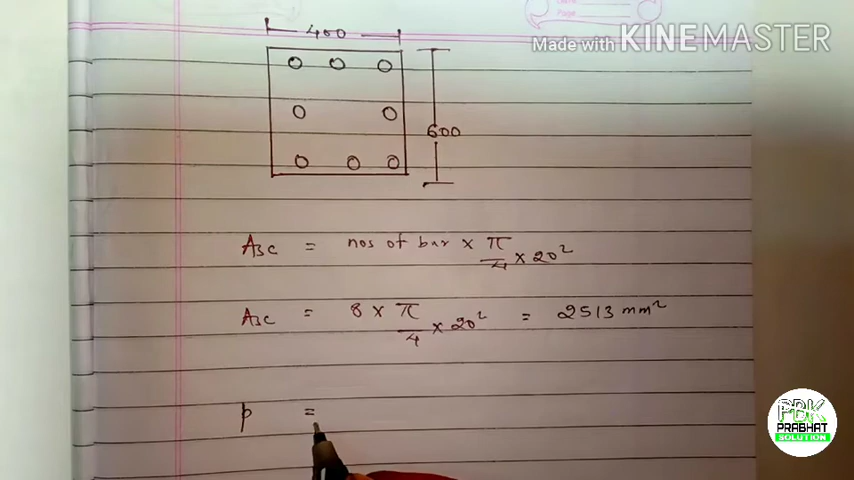 Page
Made with KINEMASTER
400
600
Asc = nos of bar × π/4 × 20²
Asc = 8 × π/4 × 20² = 2513 mm²
p =
PBK
PRABHAT
SOLUTION